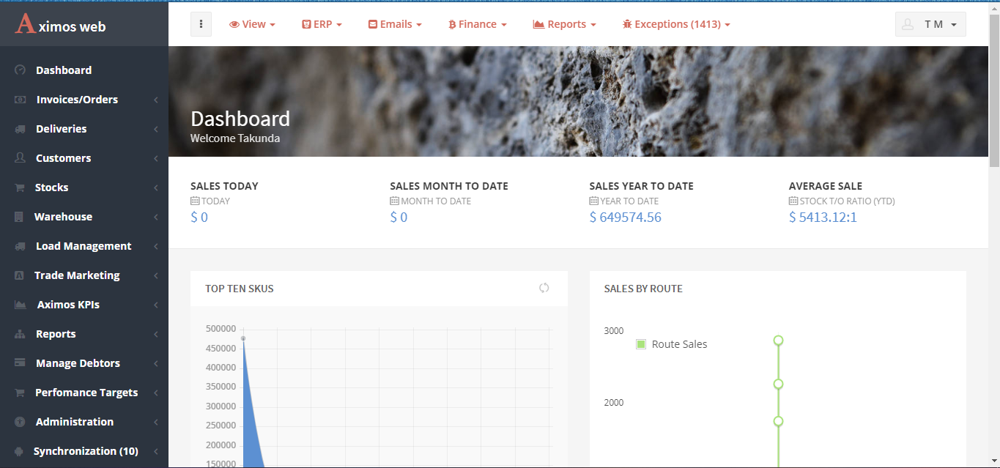 Aximos web
View
ERP
Emails
Finance
Reports
Exceptions (1413)
T M
Dashboard
Invoices/Orders
Deliveries
Customers
Stocks
Warehouse
Load Management
Trade Marketing
Aximos KPIs
Reports
Manage Debtors
Perfomance Targets
Administration
Synchronization (10)
Dashboard
Welcome Takunda
SALES TODAY
TODAY
$ 0
SALES MONTH TO DATE
MONTH TO DATE
$ 0
SALES YEAR TO DATE
YEAR TO DATE
$ 649574.56
AVERAGE SALE
STOCK T/O RATIO (YTD)
$ 5413.12:1
TOP TEN SKUS
500000
450000
400000
350000
300000
250000
200000
150000
SALES BY ROUTE
3000
Route Sales
2000